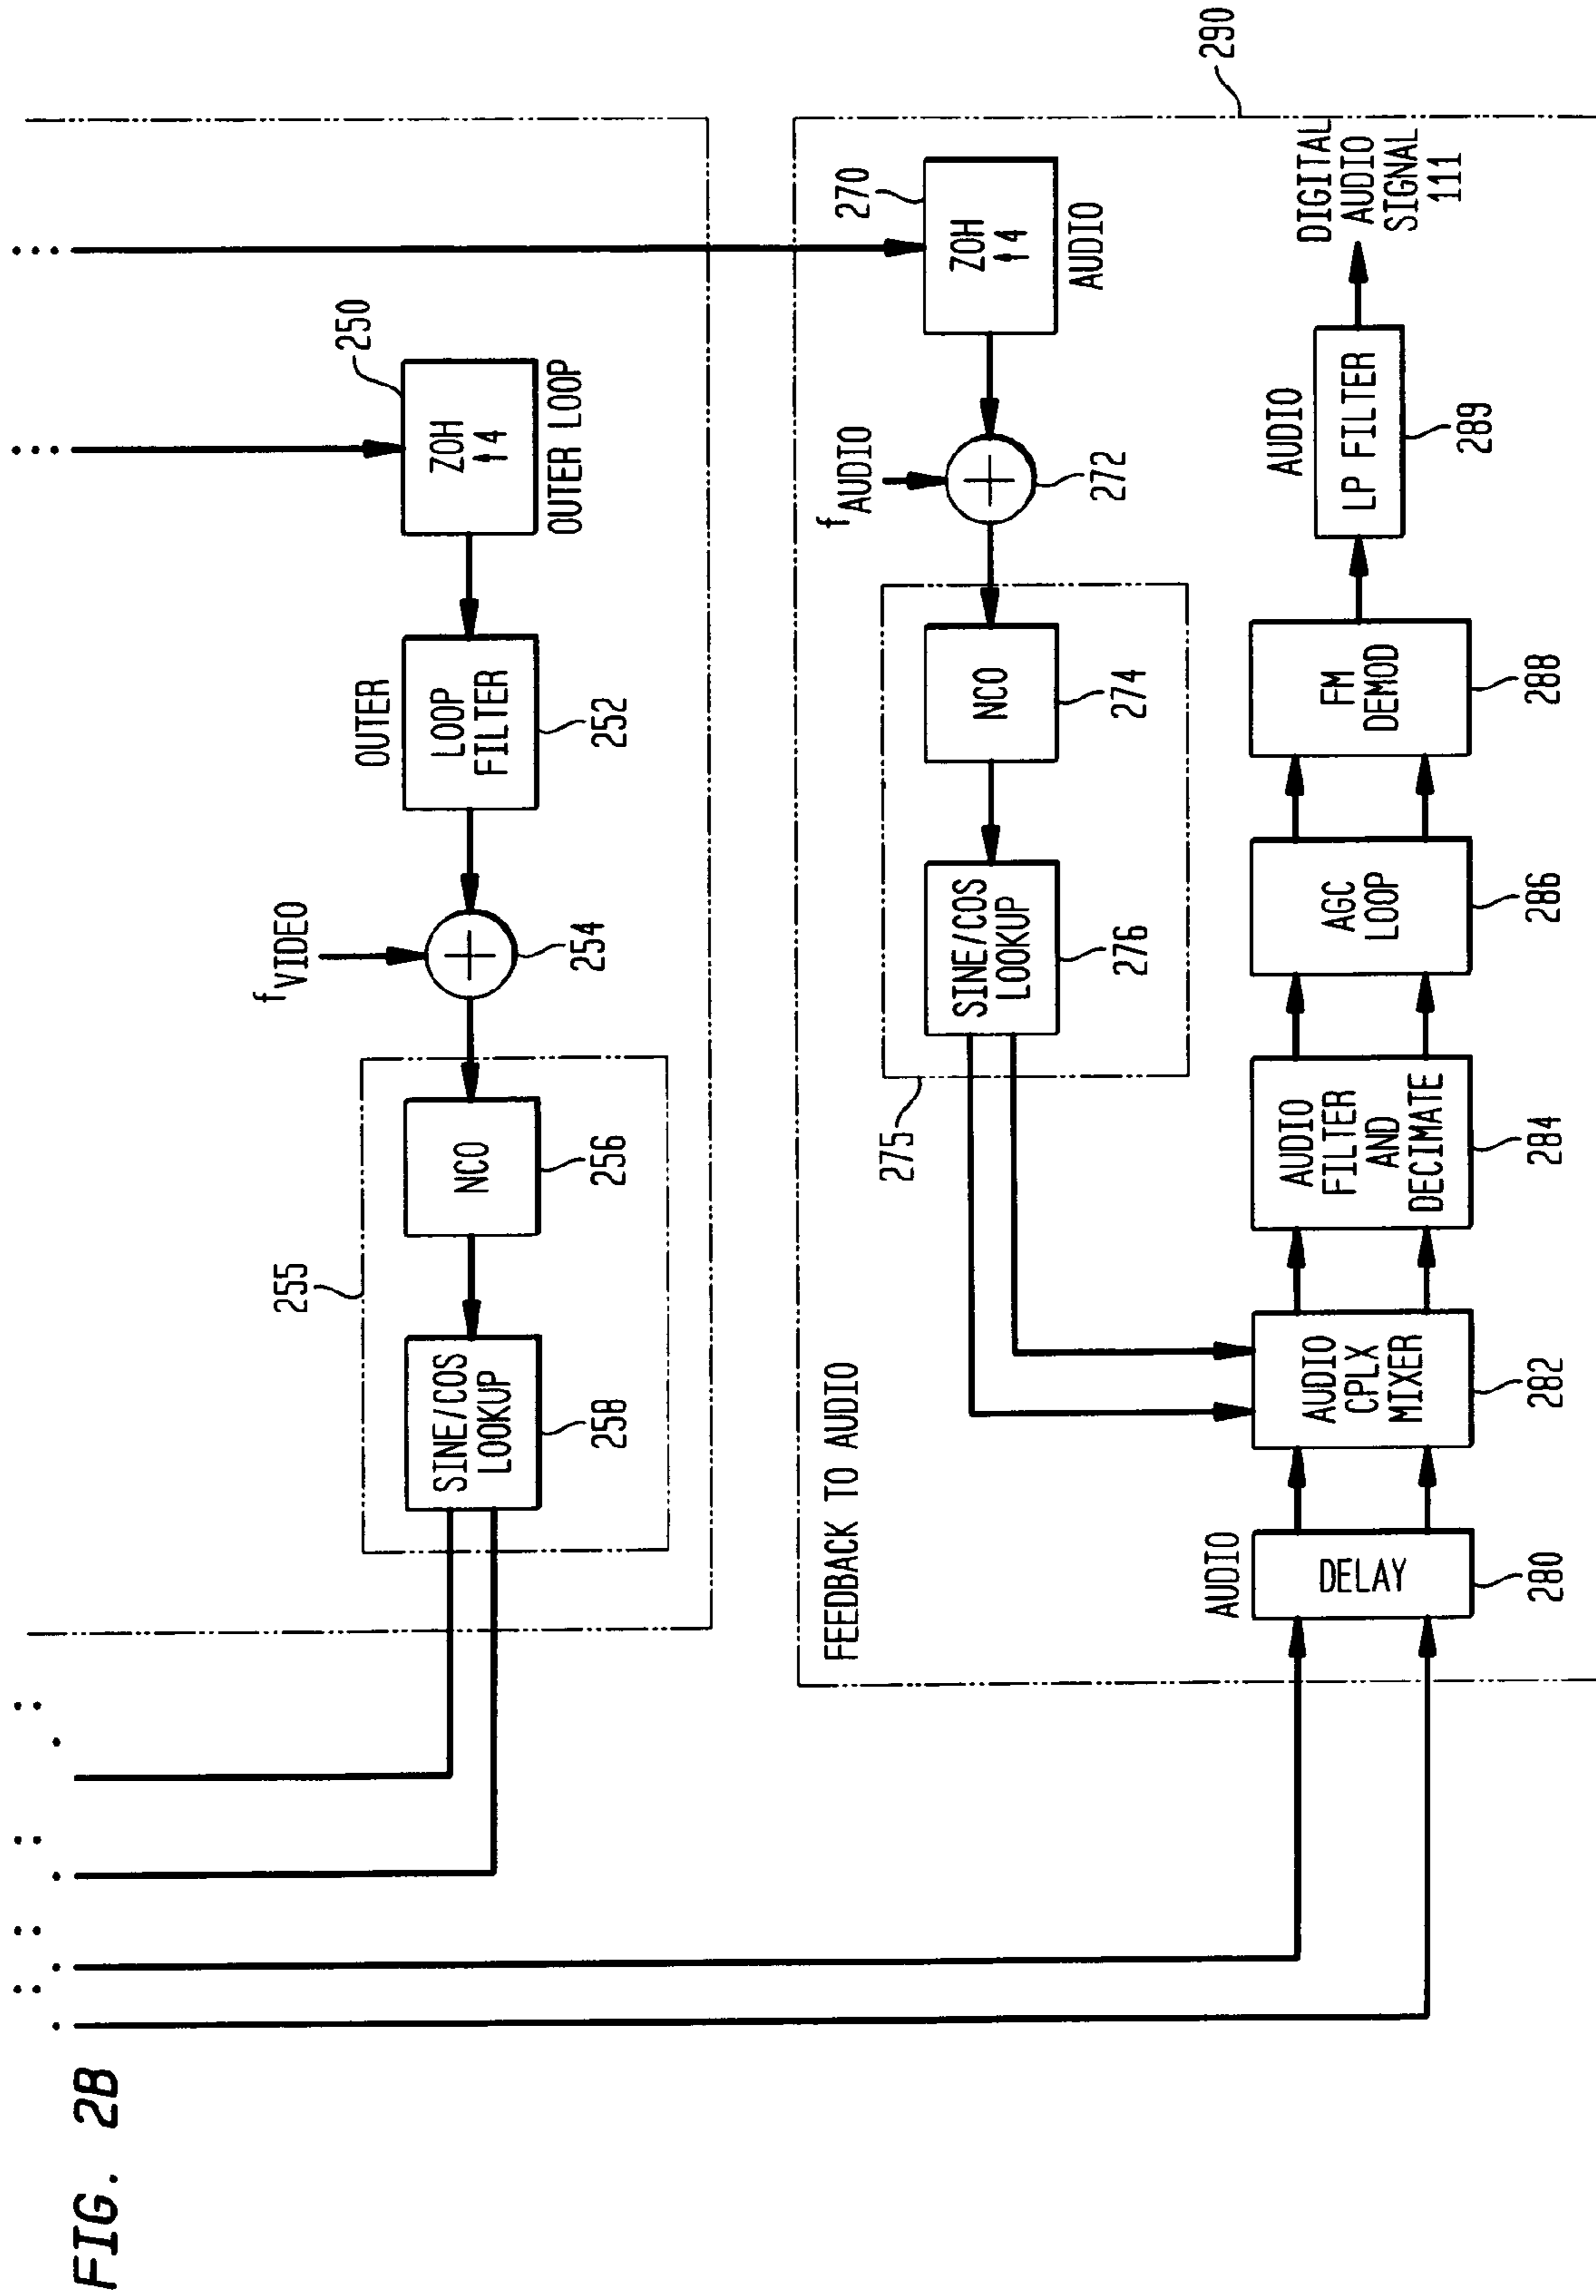 FIG. 2B
255
SINE/COS
LOOKUP
258
NCO
256
f VIDEO
254
OUTER
LOOP
FILTER
252
250
ZOH
↑4
OUTER LOOP
FEEDBACK TO AUDIO
275
SINE/COS
LOOKUP
276
NCO
274
f AUDIO
272
270
ZOH
↑4
AUDIO
290
AUDIO
DELAY
280
AUDIO
CPLX
MIXER
282
AUDIO
FILTER
AND
DECIMATE
284
AGC
LOOP
286
FM
DEMOD
288
AUDIO
LP FILTER
289
DIGITAL
AUDIO
SIGNAL
111